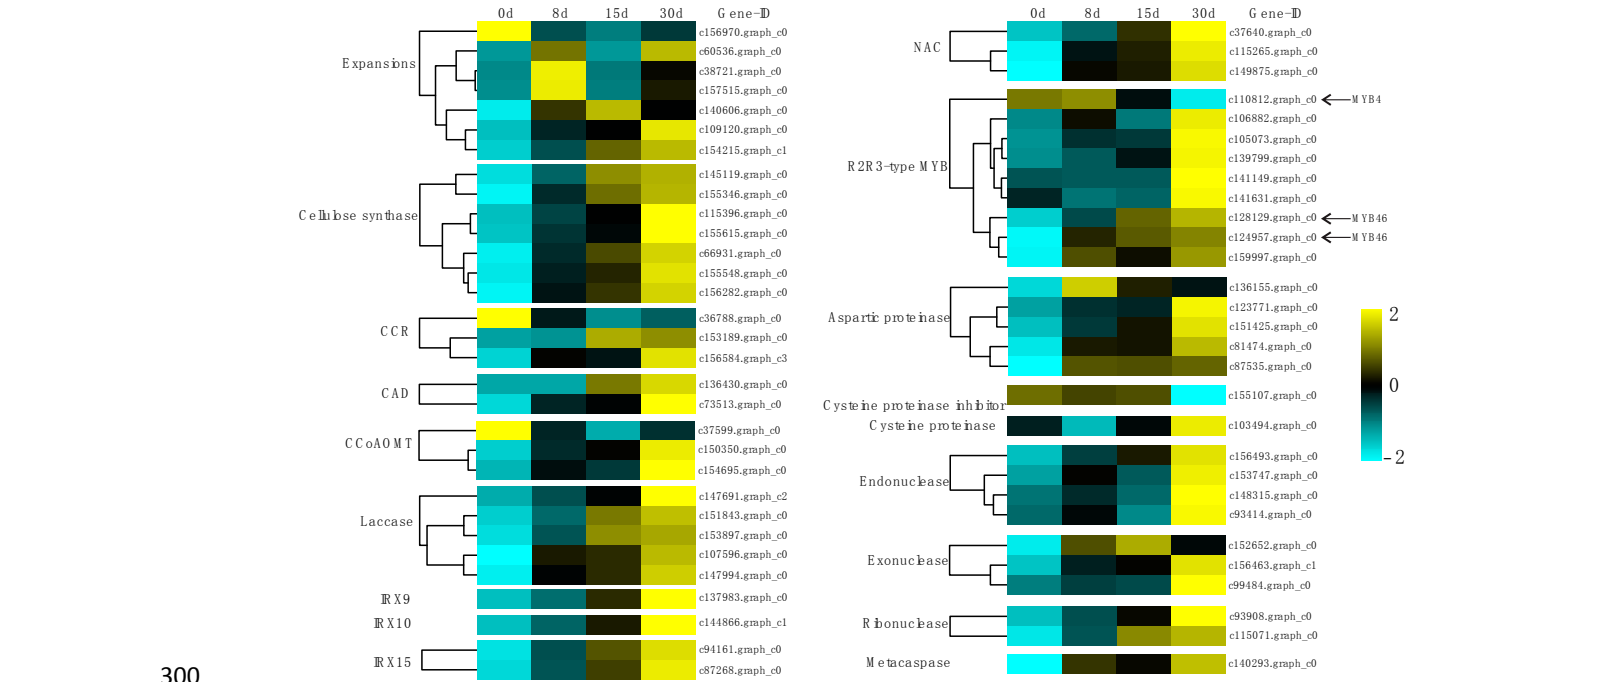 0d 8d 15d 30d Gene-ID
Expansions
c156970.graph_c0
c60536.graph_c0
c38721.graph_c0
c157515.graph_c0
c140606.graph_c0
c109120.graph_c0
c154215.graph_c1
Cellulose synthase
c145119.graph_c0
c155346.graph_c0
c115396.graph_c0
c155615.graph_c0
c66931.graph_c0
c155548.graph_c0
c156282.graph_c0
CCR
c36788.graph_c0
c153189.graph_c0
c156584.graph_c3
CAD
c136430.graph_c0
c73513.graph_c0
CCoAOMT
c37599.graph_c0
c150350.graph_c0
c154695.graph_c0
Laccase
c147691.graph_c2
c151843.graph_c0
c153897.graph_c0
c107596.graph_c0
c147994.graph_c0
IRX9
c137983.graph_c0
IRX10
c144866.graph_c1
IRX15
c94161.graph_c0
c87268.graph_c0
0d 8d 15d 30d Gene-ID
NAC
c37640.graph_c0
c115265.graph_c0
c149875.graph_c0
R2R3-type MYB
c110812.graph_c0 MYB4
c106882.graph_c0
c105073.graph_c0
c139799.graph_c0
c141149.graph_c0
c141631.graph_c0
c128129.graph_c0 MYB46
c124957.graph_c0 MYB46
c159997.graph_c0
Aspartic proteinase
c136155.graph_c0
c123771.graph_c0
c151425.graph_c0
c81474.graph_c0
c87535.graph_c0
Cysteine proteinase inhibitor
c155107.graph_c0
Cysteine proteinase
c103494.graph_c0
Endonuclease
c156493.graph_c0
c153747.graph_c0
c148315.graph_c0
c93414.graph_c0
Exonuclease
c152652.graph_c0
c156463.graph_c1
c99484.graph_c0
Ribonuclease
c93908.graph_c0
c115071.graph_c0
Metacaspase
c140293.graph_c0
2
0
-2
300